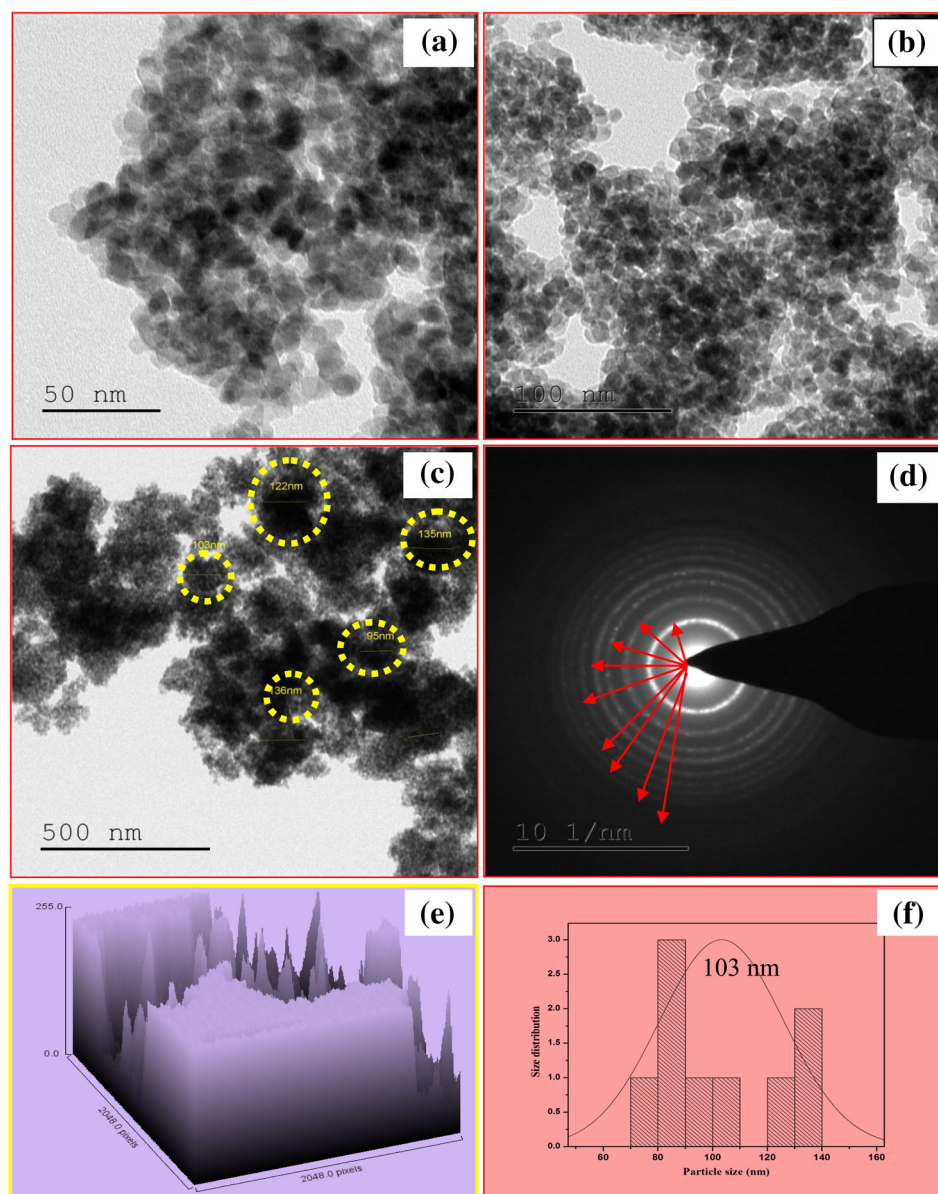 (a)
50 nm
(b)
100 nm
(c)
122nm
135nm
103nm
95nm
136nm
500 nm
(d)
10 1/nm
(e)
255.0
0.0
2048.0 pixels
2048.0 pixels
(f)
103 nm
Size distribution
3.0
2.5
2.0
1.5
1.0
0.5
0.0
60 80 100 120 140 160
Particle size (nm)